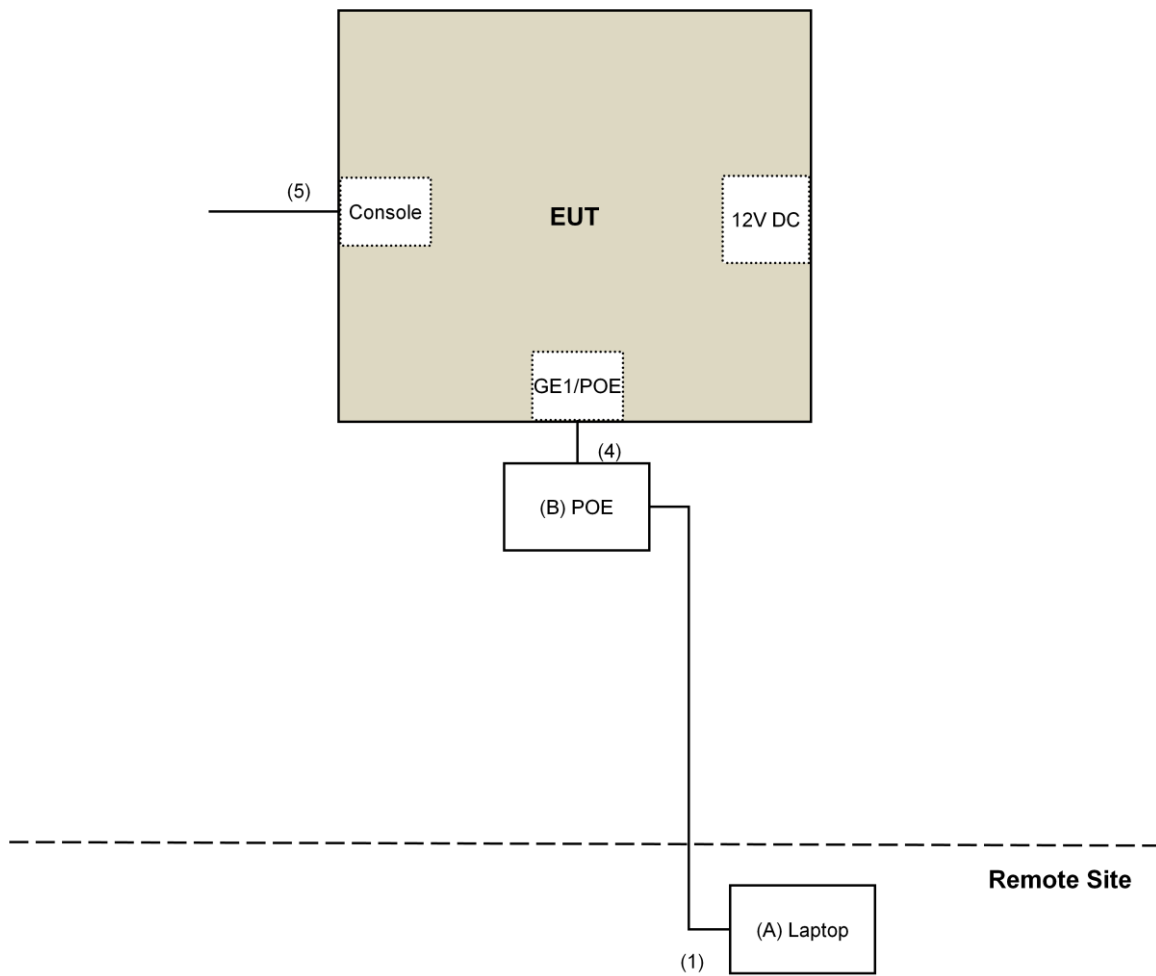 (5)
Console
EUT
12V DC
GE1/POE
(4)
(B) POE
Remote Site
(A) Laptop
(1)